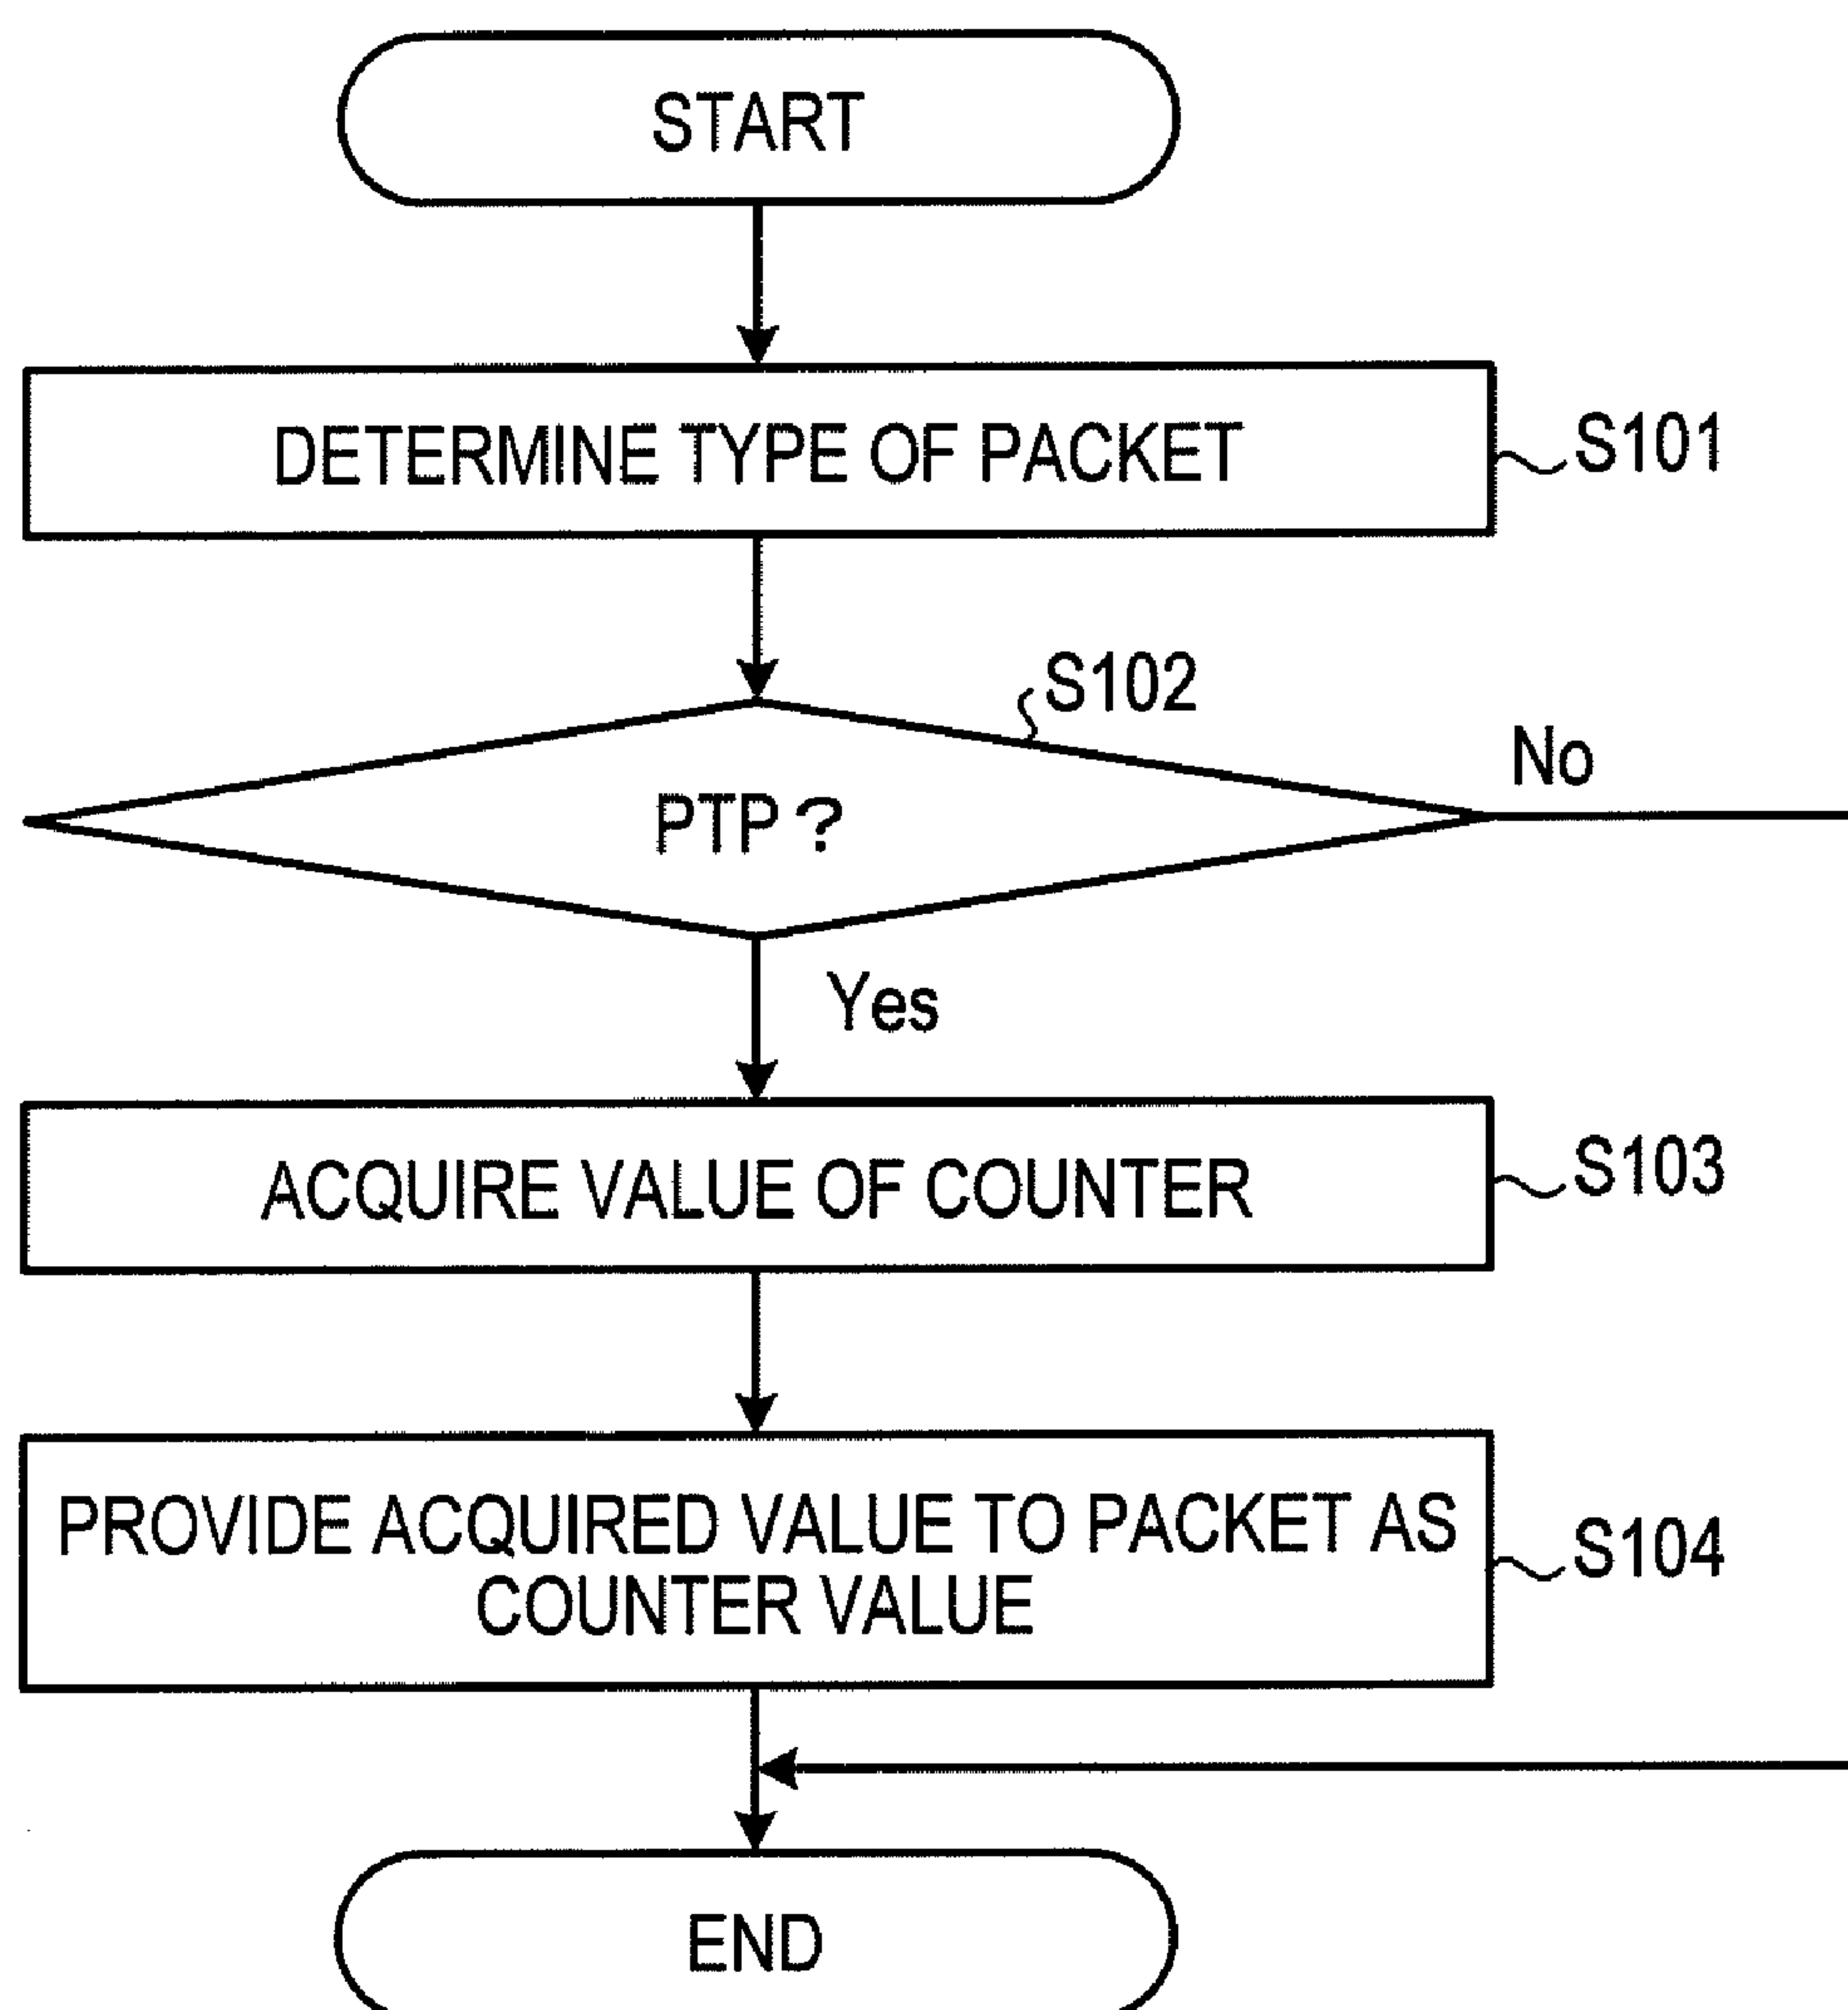 START
DETERMINE TYPE OF PACKET
S101
S102
No
PTP ?
Yes
ACQUIRE VALUE OF COUNTER
S103
PROVIDE ACQUIRED VALUE TO PACKET AS
COUNTER VALUE
S104
END